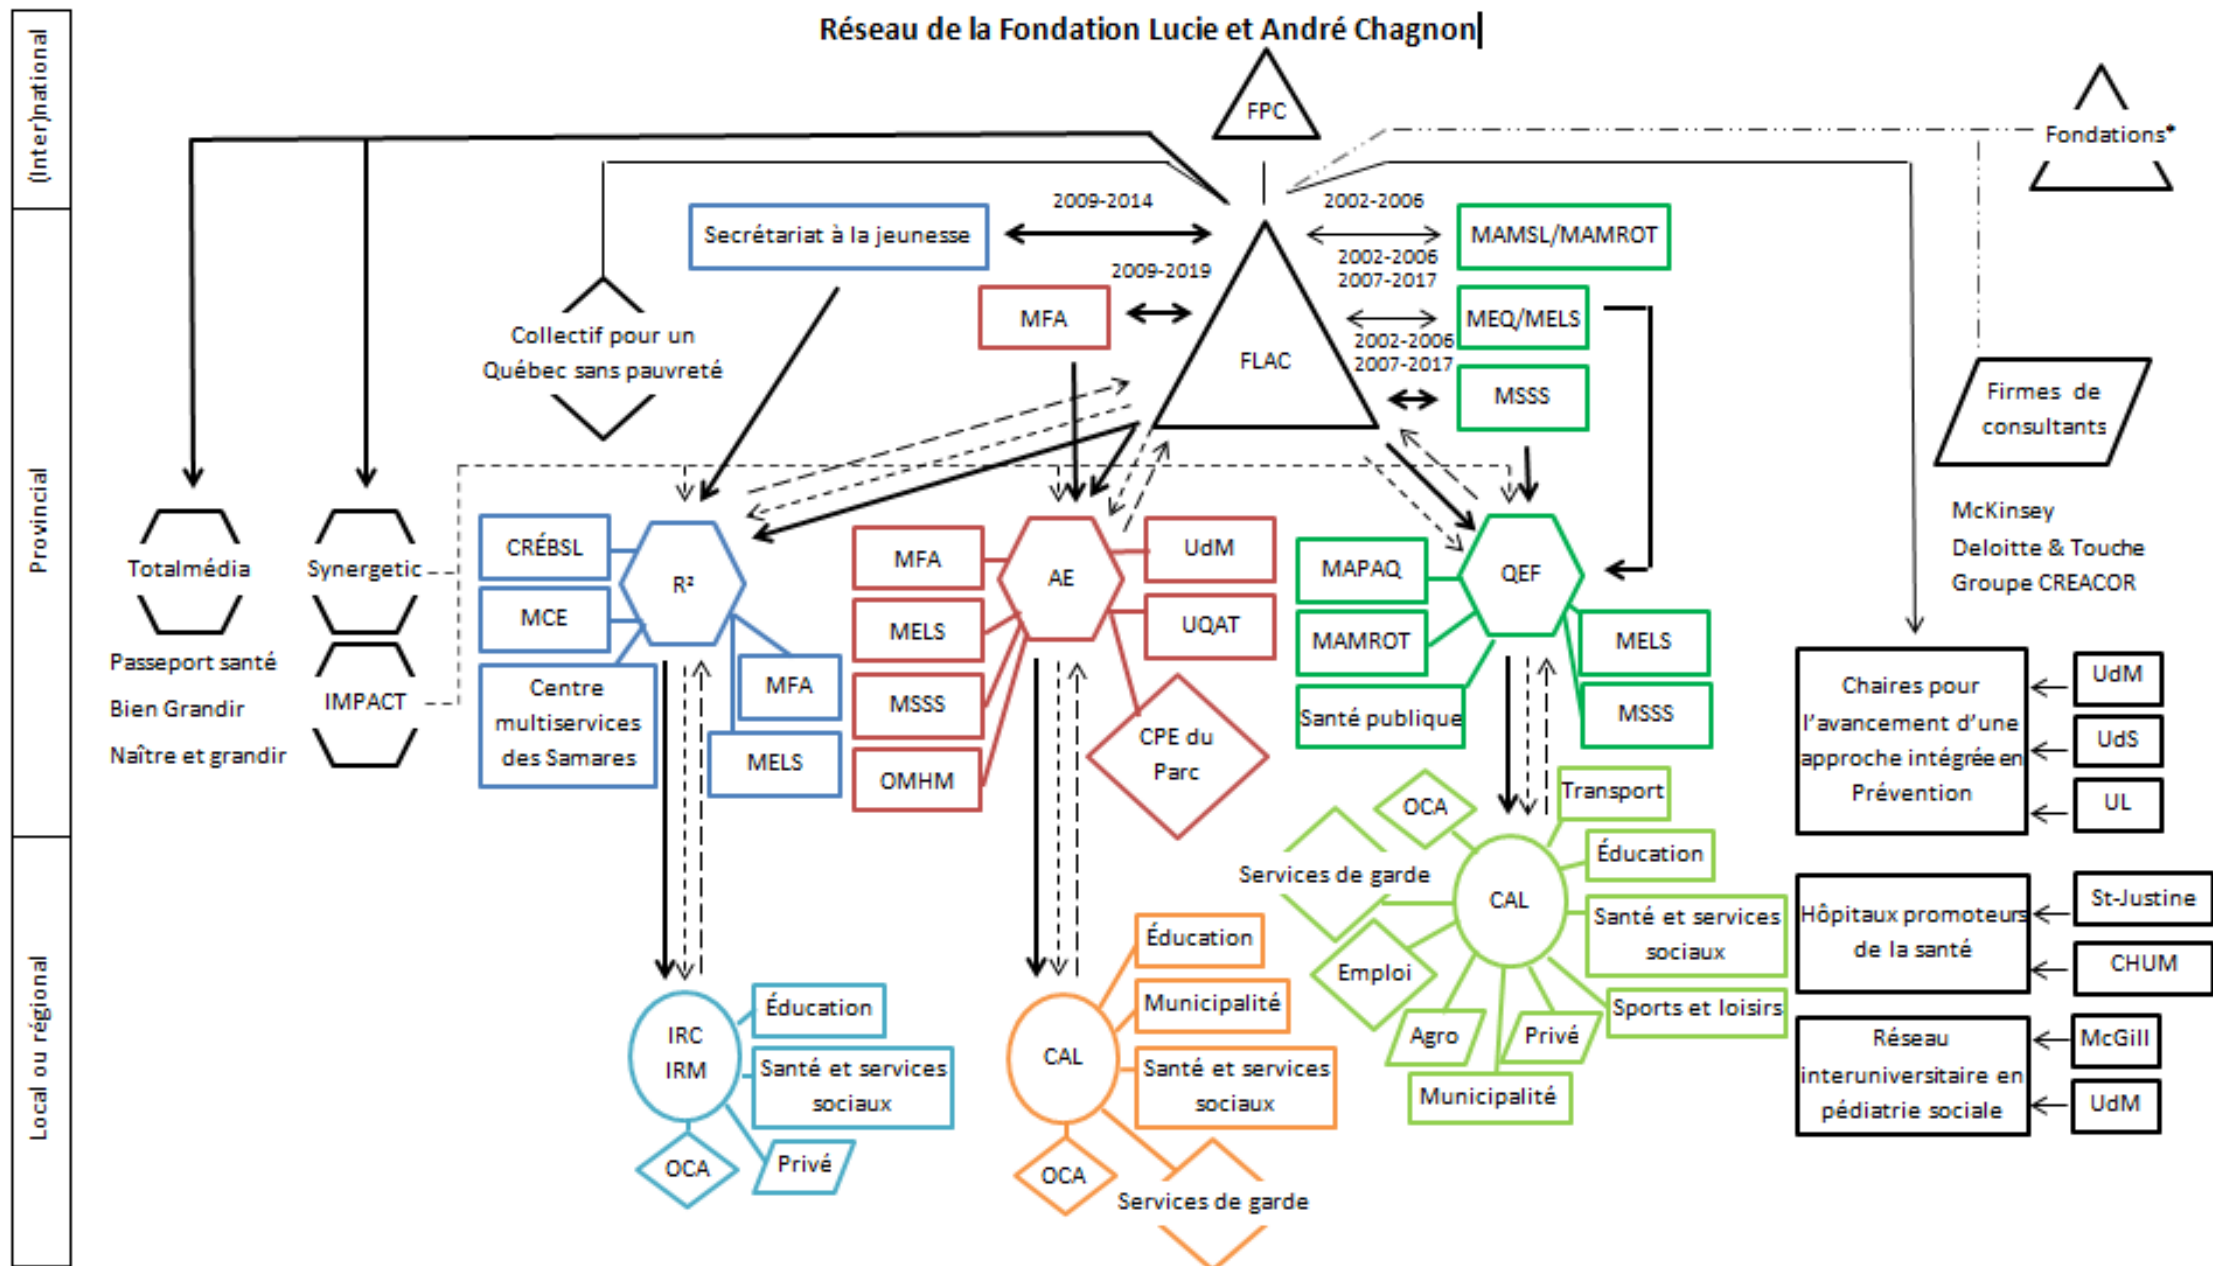 Réseau de la Fondation Lucie et André Chagnon
(Inter)national
FPC
Fondations*
Provincial
2009-2014
2002-2006
Secrétariat à la jeunesse
MAMSL/MAMROT
2009-2019
2002-2006
2007-2017
MFA
MEQ/MELS
Collectif pour un
Québec sans pauvreté
FLAC
2002-2006
2007-2017
MSSS
Firmes de
consultants
McKinsey
Deloitte & Touche
Groupe CREACOR
Totalmédia
Passeport santé
Bien Grandir
Naître et grandir
Synergetic
IMPACT
CRÉBSL
MCE
Centre
multiservices
des Samares
R²
MFA
MELS
MFA
MELS
MSSS
OMHM
AE
UdM
UQAT
CPE du
Parc
MAPAQ
MAMROT
Santé publique
QEF
MELS
MSSS
Chaires pour
l'avancement d'une
approche intégrée en
Prévention
UdM
UdS
UL
Local ou régional
IRC
IRM
Éducation
Santé et services
sociaux
OCA
Privé
CAL
Éducation
Municipalité
Santé et services
sociaux
OCA
Services de garde
OCA
Transport
Services de garde
Éducation
CAL
Santé et services
sociaux
Emploi
Sports et loisirs
Agro
Privé
Municipalité
Hôpitaux promoteurs
de la santé
St-Justine
CHUM
Réseau
interuniversitaire en
pédiatrie sociale
McGill
UdM